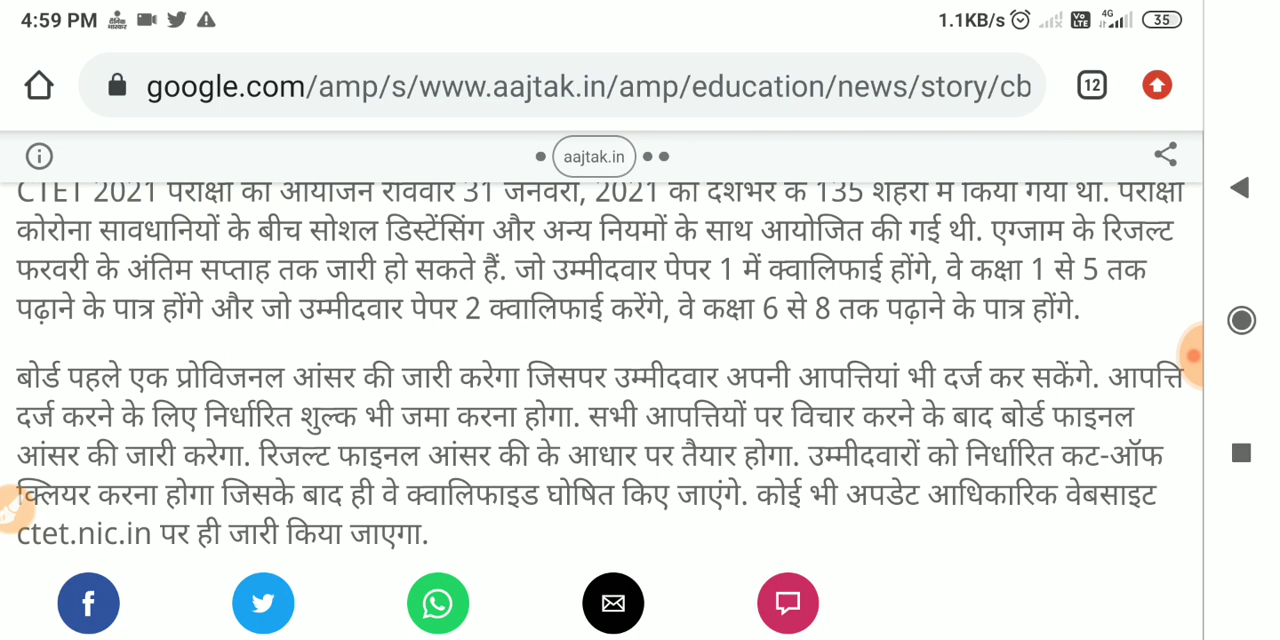 4:59 PM
1.1KB/s
4G
35
google.com/amp/s/www.aajtak.in/amp/education/news/story/cb
12
aajtak.in
CTET 2021 परीक्षा का आयोजन रविवार 31 जनवरी, 2021 को देशभर के 135 शहरों में किया गया था. परीक्षा
कोरोना सावधानियों के बीच सोशल डिस्टेंसिंग और अन्य नियमों के साथ आयोजित की गई थी. एग्जाम के रिजल्ट
फरवरी के अंतिम सप्ताह तक जारी हो सकते हैं. जो उम्मीदवार पेपर 1 में क्वालिफाई होंगे, वे कक्षा 1 से 5 तक
पढ़ाने के पात्र होंगे और जो उम्मीदवार पेपर 2 क्वालिफाई करेंगे, वे कक्षा 6 से 8 तक पढ़ाने के पात्र होंगे.
बोर्ड पहले एक प्रोविजनल आंसर की जारी करेगा जिसपर उम्मीदवार अपनी आपत्तियां भी दर्ज कर सकेंगे. आपत्ति
दर्ज करने के लिए निर्धारित शुल्क भी जमा करना होगा. सभी आपत्तियों पर विचार करने के बाद बोर्ड फाइनल
आंसर की जारी करेगा. रिजल्ट फाइनल आंसर की के आधार पर तैयार होगा. उम्मीदवारों को निर्धारित कट-ऑफ
क्लियर करना होगा जिसके बाद ही वे क्वालिफाइड घोषित किए जाएंगे. कोई भी अपडेट आधिकारिक वेबसाइट
ctet.nic.in पर ही जारी किया जाएगा.